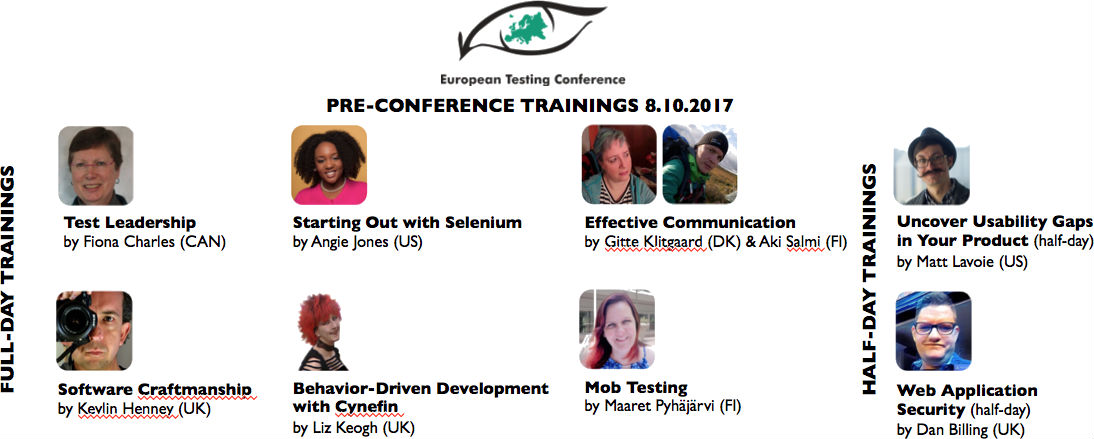 European Testing Conference
PRE-CONFERENCE TRAININGS 8.10.2017
FULL-DAY TRAININGS
Test Leadership
by Fiona Charles (CAN)
Starting Out with Selenium
by Angie Jones (US)
Effective Communication
by Gitte Klitgaard (DK) & Aki Salmi (FI)
Software Craftmanship
by Kevlin Henney (UK)
Behavior-Driven Development
with Cynefin
by Liz Keogh (UK)
Mob Testing
by Maaret Pyhäjärvi (FI)
HALF-DAY TRAININGS
Uncover Usability Gaps
in Your Product (half-day)
by Matt Lavoie (US)
Web Application
Security (half-day)
by Dan Billing (UK)